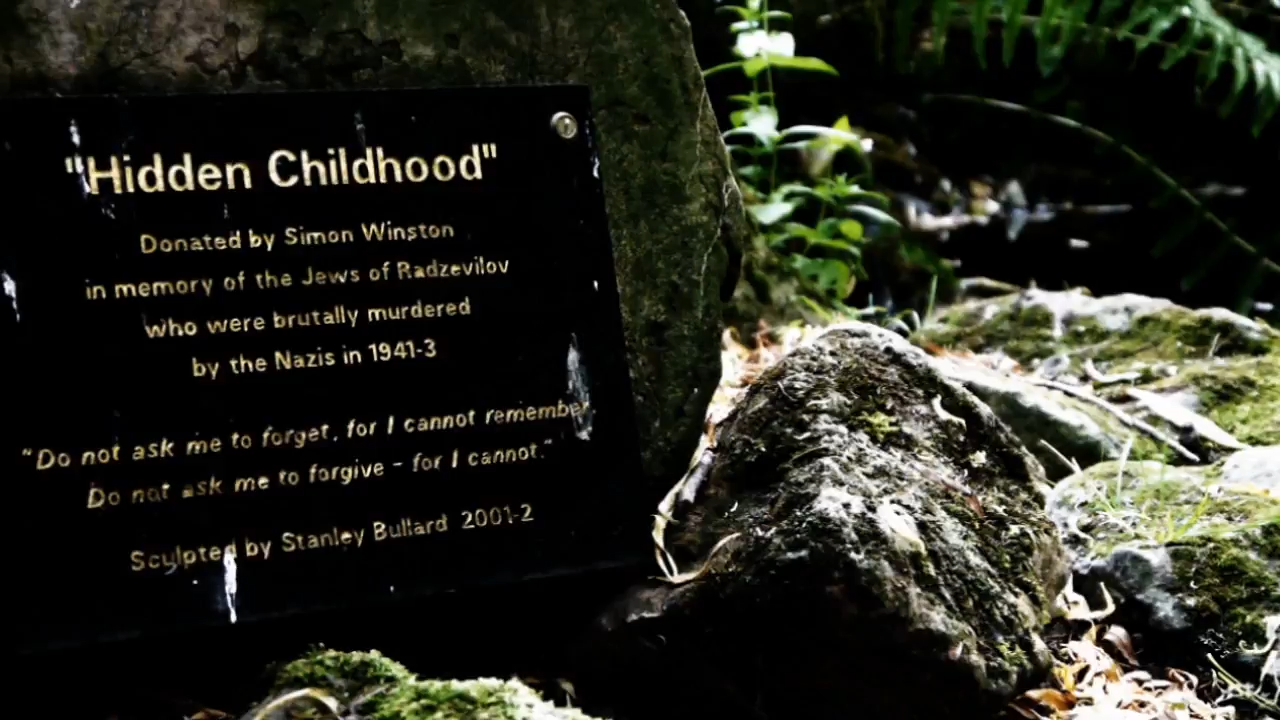 "Hidden Childhood"
Donated by Simon Winston
in memory of the Jews of Radzevilov
who were brutally murdered
by the Nazis in 1941-3
"Do not ask me to forget, for I cannot remember
Do not ask me to forgive - for I cannot."
Sculpted by Stanley Bullard 2001-2